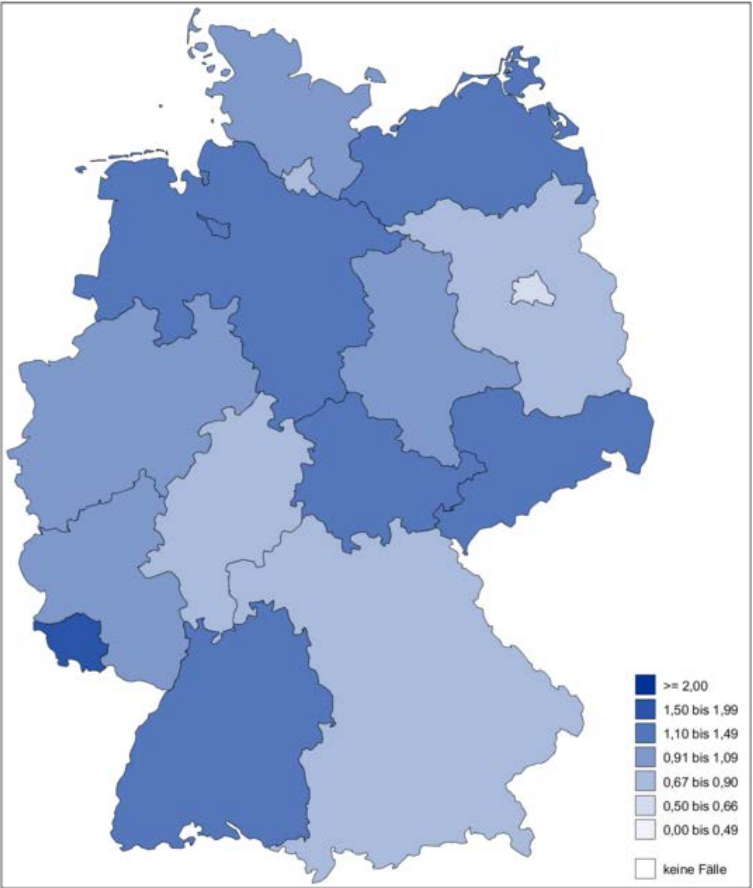 >= 2,00
1,50 bis 1,99
1,10 bis 1,49
0,91 bis 1,09
0,67 bis 0,90
0,50 bis 0,66
0,00 bis 0,49
keine Fälle